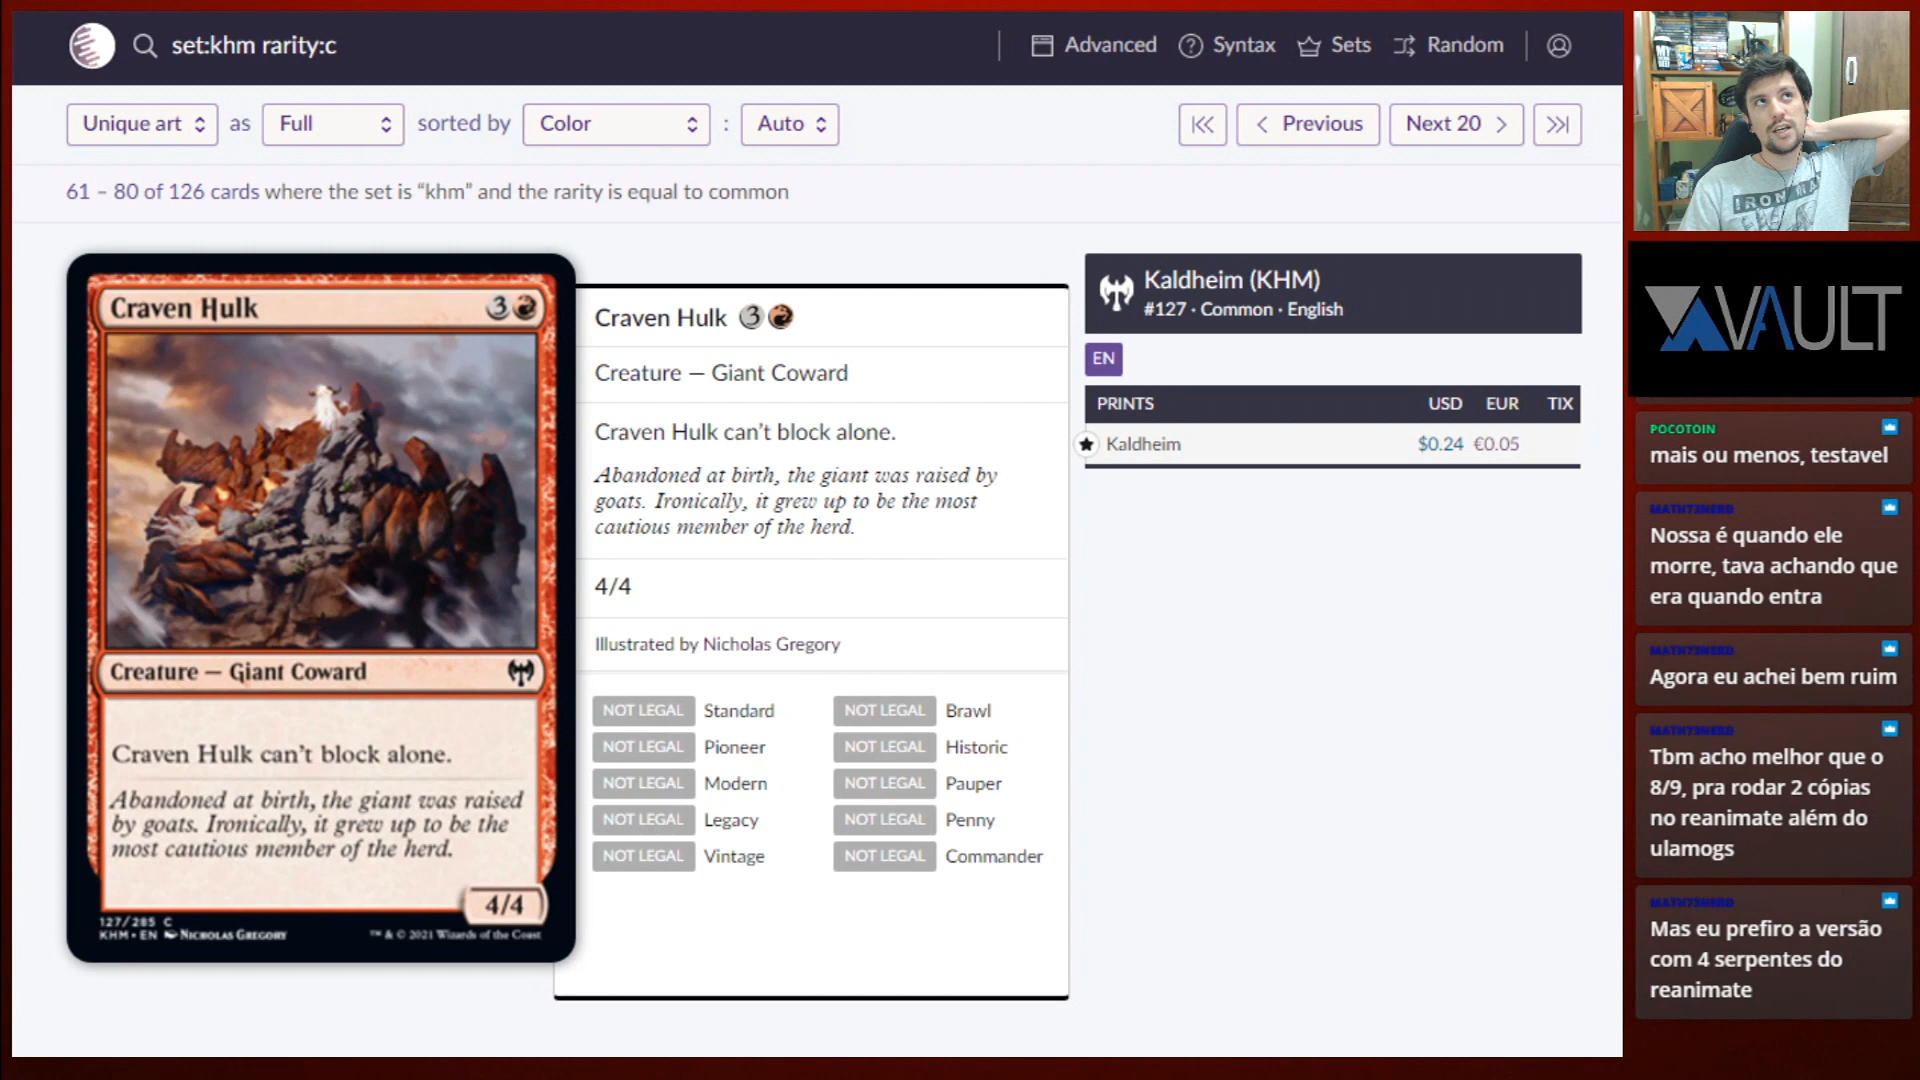 set:khm rarity:c
Advanced
Syntax
Sets
Random
Unique art
as
Full
sorted by
Color
:
Auto
Previous
Next 20
61 – 80 of 126 cards where the set is “khm” and the rarity is equal to common
Craven Hulk 3
Creature — Giant Coward
Craven Hulk can't block alone.
Abandoned at birth, the giant was raised
by goats. Ironically, it grew up to be the
most cautious member of the herd.
4/4
127/285 C
KHM • EN Nicholas Gregory
™ & © 2021 Wizards of the Coast
Craven Hulk 3
Creature — Giant Coward
Craven Hulk can’t block alone.
Abandoned at birth, the giant was raised by
goats. Ironically, it grew up to be the most
cautious member of the herd.
4/4
Illustrated by Nicholas Gregory
NOT LEGAL Standard
NOT LEGAL Brawl
NOT LEGAL Pioneer
NOT LEGAL Historic
NOT LEGAL Modern
NOT LEGAL Pauper
NOT LEGAL Legacy
NOT LEGAL Penny
NOT LEGAL Vintage
NOT LEGAL Commander
Kaldheim (KHM)
#127 · Common · English
EN
PRINTS USD EUR TIX
Kaldheim $0.24 €0.05
IRON MA
VAULT
POCOTOIN
mais ou menos, testavel
MATH73NERD
Nossa é quando ele
morre, tava achando que
era quando entra
MATH73NERD
Agora eu achei bem ruim
MATH73NERD
Tbm acho melhor que o
8/9, pra rodar 2 cópias
no reanimate além do
ulamogs
MATH73NERD
Mas eu prefiro a versão
com 4 serpentes do
reanimate